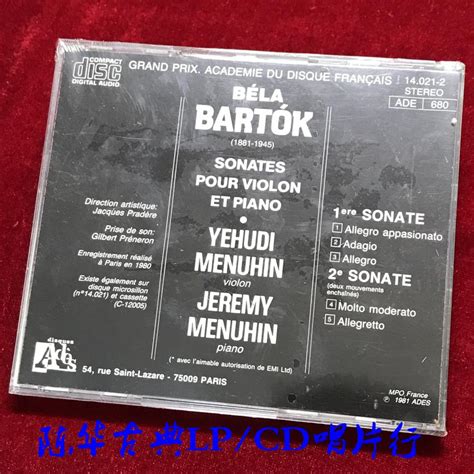 COMPACT
disc
DIGITAL AUDIO
GRAND PRIX. ACADEMIE DU DISQUE FRANÇAIS
14.021-2
STEREO
ADE 680
BÉLA
BARTÓK
(1881-1945)
SONATES
POUR VIOLON
ET PIANO
•
YEHUDI
MENUHIN
violon
JEREMY
MENUHIN
piano
(* avec l'aimable autorisation de EMI Ltd)
Direction artistique:
Jacques Pradère
Prise de son:
Gilbert Préneron
Enregistrement réalisé
à Paris en 1980
Existe également sur
disque microsillon
(n°14.021) et cassette
(C-12005)
1ere SONATE
1 Allegro appasionato
2 Adagio
3 Allegro
2e SONATE
(deux mouvements
enchaînés)
4 Molto moderato
5 Allegretto
disques
Adès
54, rue Saint-Lazare - 75009 PARIS
MPO France
℗ 1981 ADES
陈华古典LP/CD唱片行